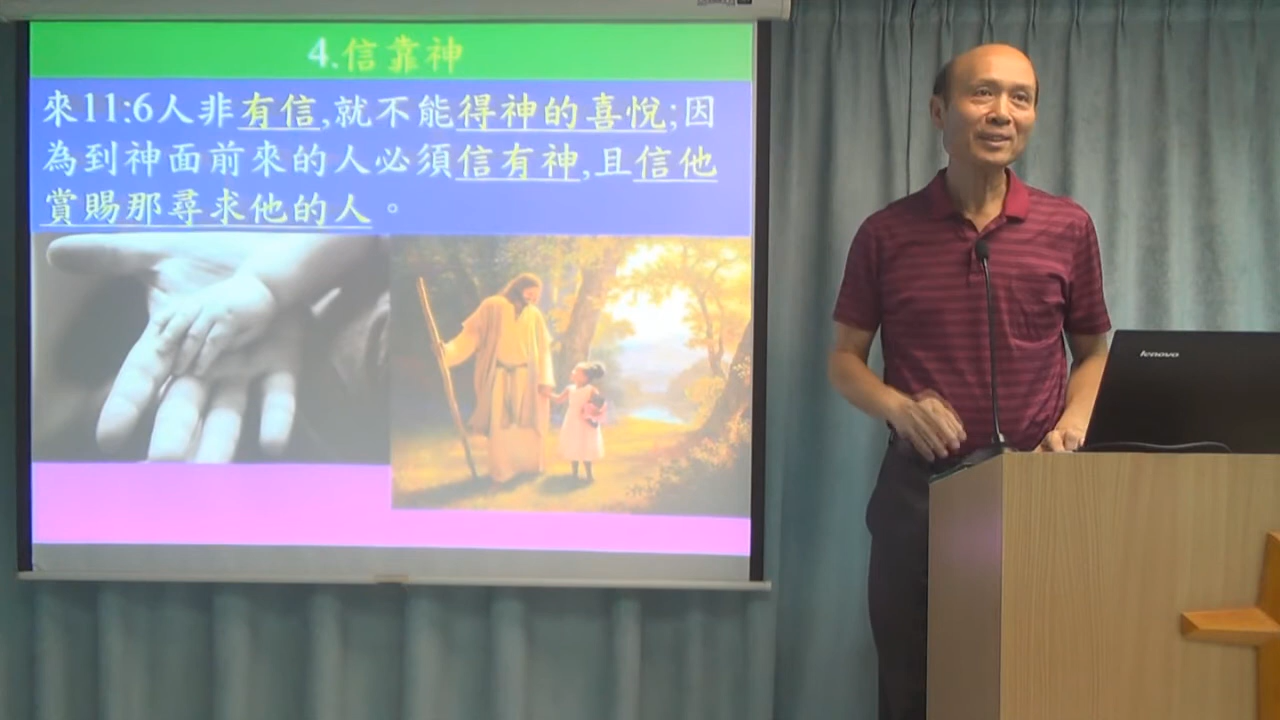 4.信靠神
來11:6人非有信,就不能得神的喜悅;因
為到神面前來的人必須信有神,且信他
賞賜那尋求他的人。
lenovo